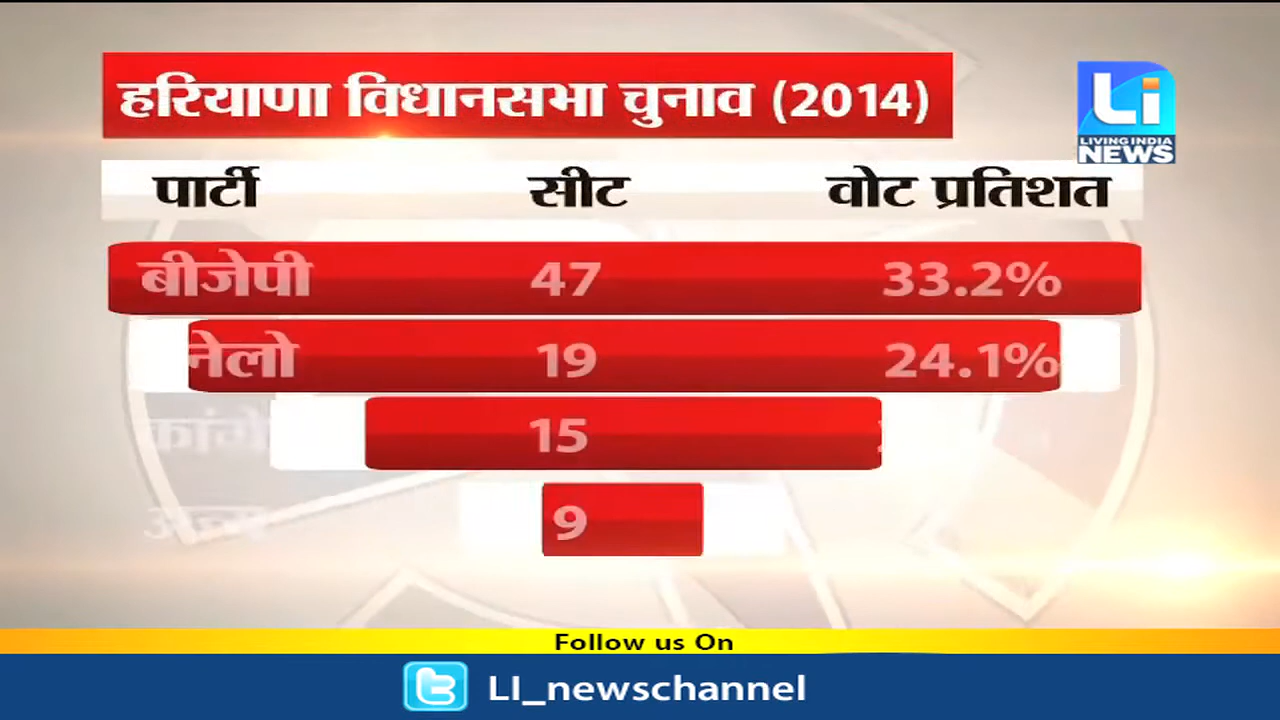 हरियाणा विधानसभा चुनाव (2014)
Li
LIVING INDIA
NEWS
पार्टी सीट वोट प्रतिशत
बीजेपी 47 33.2%
नेलो 19 24.1%
15
9
Follow us On
LI_newschannel